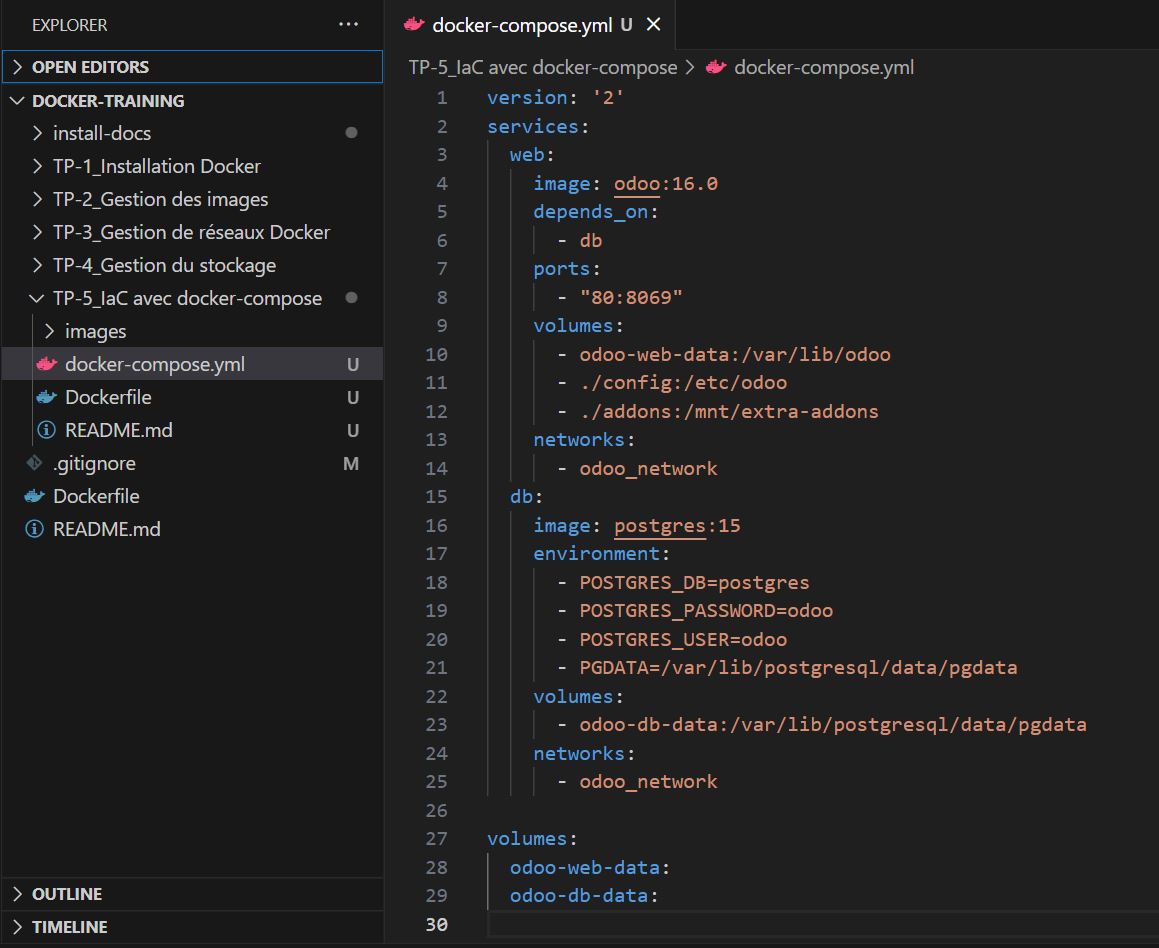 EXPLORER
OPEN EDITORS
DOCKER-TRAINING
install-docs
TP-1_Installation Docker
TP-2_Gestion des images
TP-3_Gestion de réseaux Docker
TP-4_Gestion du stockage
TP-5_IaC avec docker-compose
images
docker-compose.yml U
Dockerfile U
README.md U
.gitignore M
Dockerfile
README.md
OUTLINE
TIMELINE
docker-compose.yml U
TP-5_IaC avec docker-compose > docker-compose.yml
1 version: '2'
2 services:
3   web:
4     image: odoo:16.0
5     depends_on:
6       - db
7     ports:
8       - "80:8069"
9     volumes:
10       - odoo-web-data:/var/lib/odoo
11       - ./config:/etc/odoo
12       - ./addons:/mnt/extra-addons
13     networks:
14       - odoo_network
15   db:
16     image: postgres:15
17     environment:
18       - POSTGRES_DB=postgres
19       - POSTGRES_PASSWORD=odoo
20       - POSTGRES_USER=odoo
21       - PGDATA=/var/lib/postgresql/data/pgdata
22     volumes:
23       - odoo-db-data:/var/lib/postgresql/data/pgdata
24     networks:
25       - odoo_network
26
27 volumes:
28   odoo-web-data:
29   odoo-db-data:
30